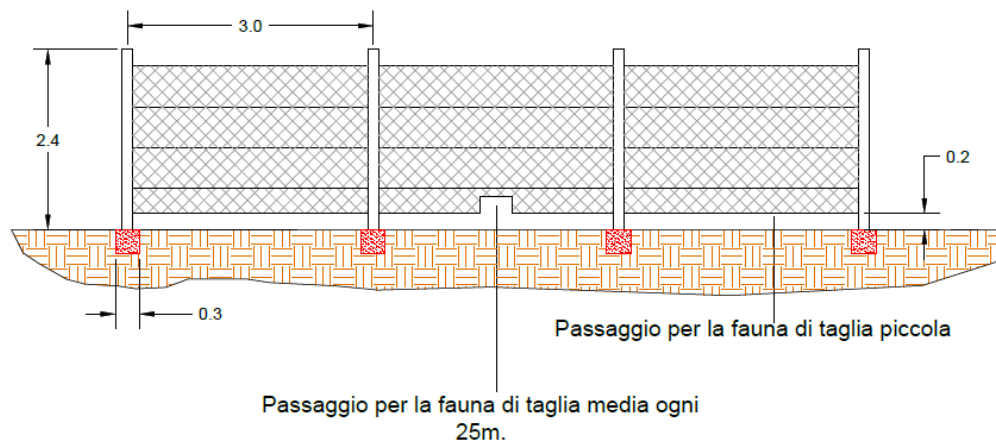 3.0
2.4
0.2
0.3
Passaggio per la fauna di taglia piccola
Passaggio per la fauna di taglia media ogni
25m.